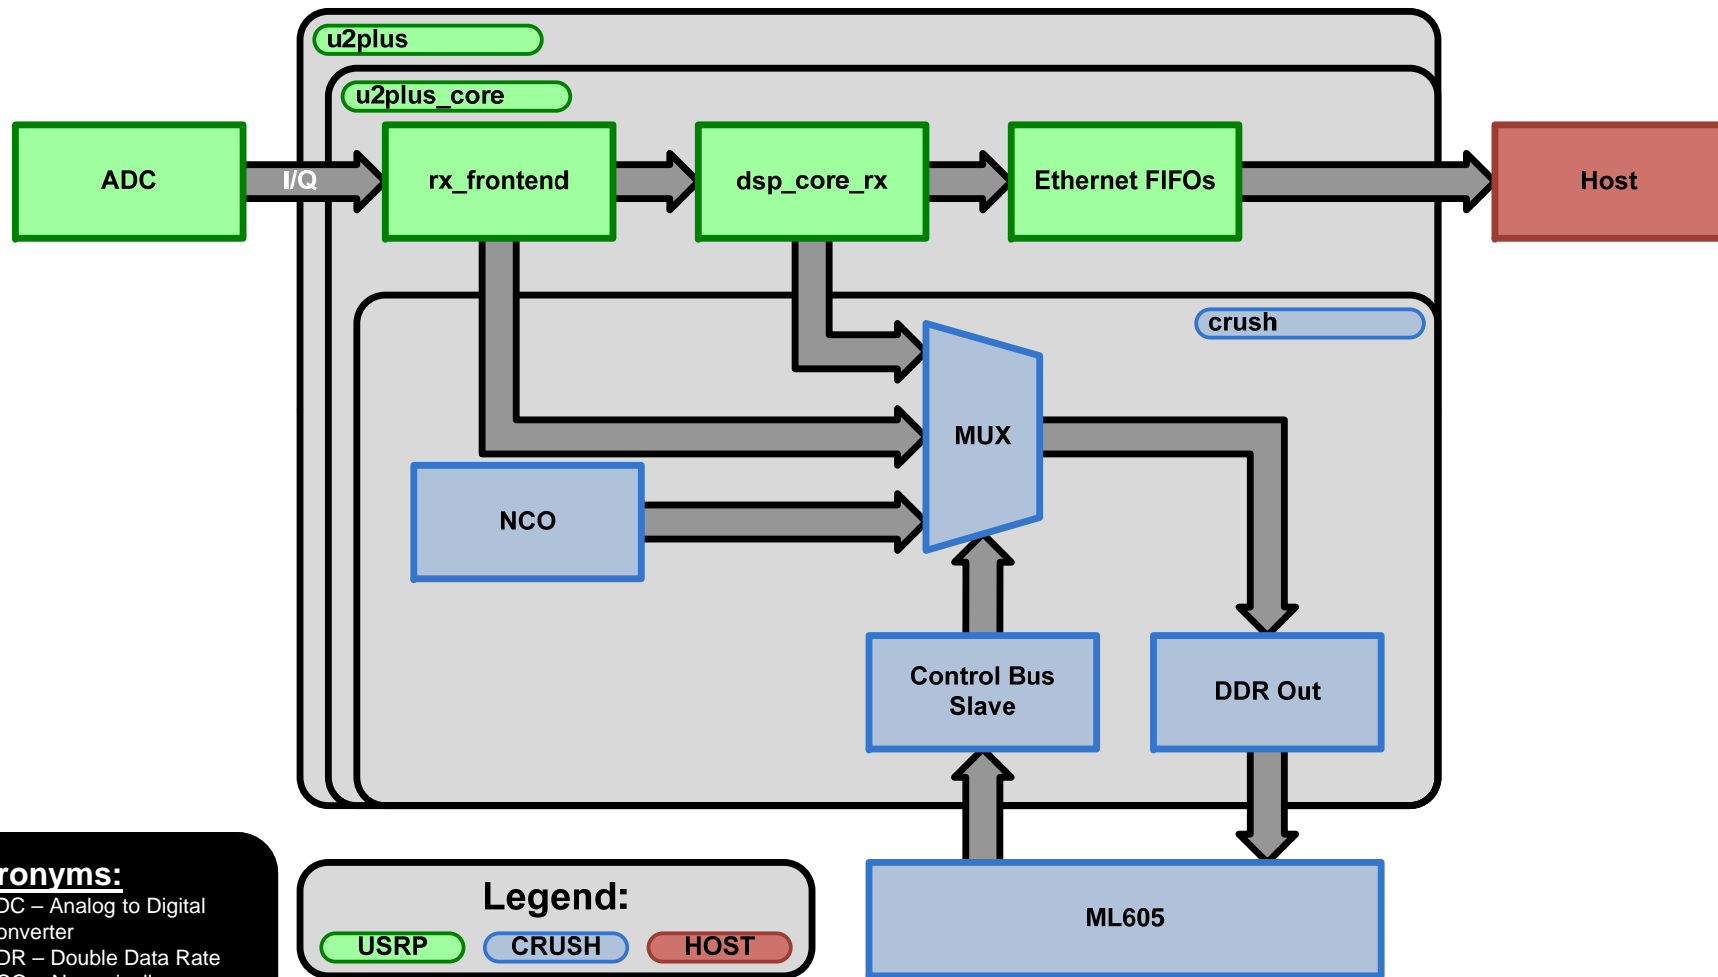 u2plus
u2plus_core
ADC
I/Q
rx_frontend
dsp_core_rx
Ethernet FIFOs
Host
crush
MUX
NCO
Control Bus
Slave
DDR Out
ML605
ronyms:
DC – Analog to Digital
onverter
DR – Double Data Rate
Legend:
USRP
CRUSH
HOST